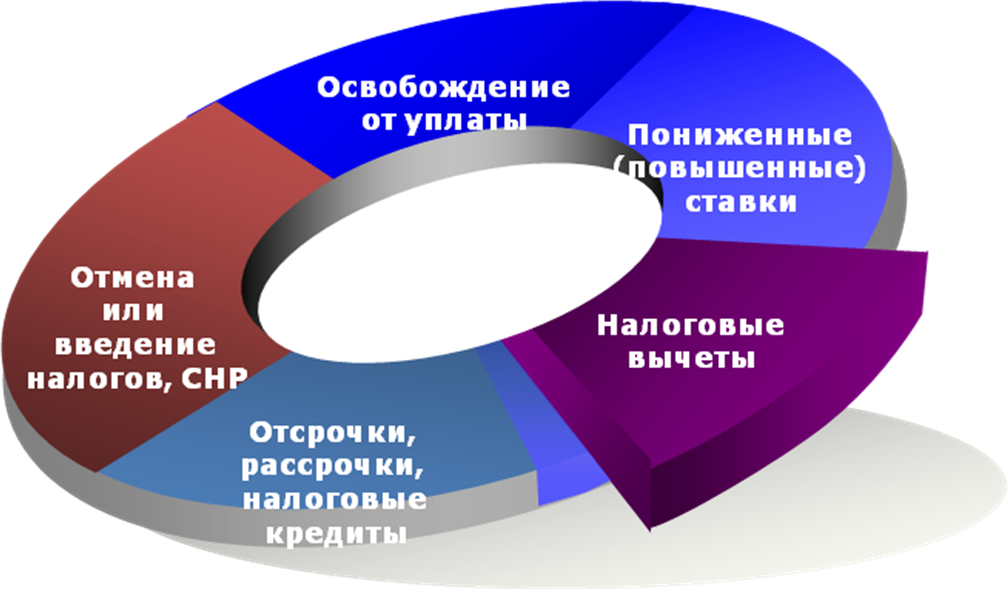 Освобождение
от уплаты
Пониженные
(повышенные)
ставки
Налоговые
вычеты
Отсрочки,
рассрочки,
налоговые
кредиты
Отмена
или
введение
налогов, СНР